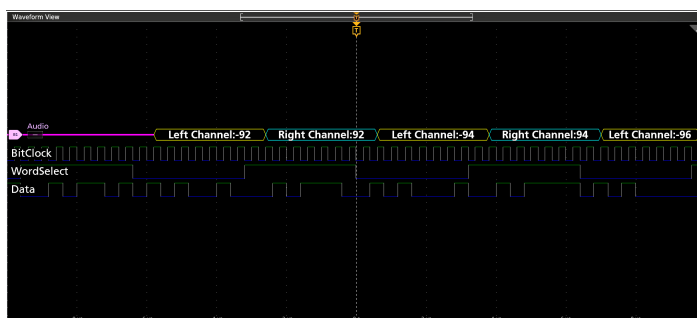 Waveform View
T
T
Audio
B1 Left Channel:-92 Right Channel:92 Left Channel:-94 Right Channel:94 Left Channel:-96
BitClock
WordSelect
Data